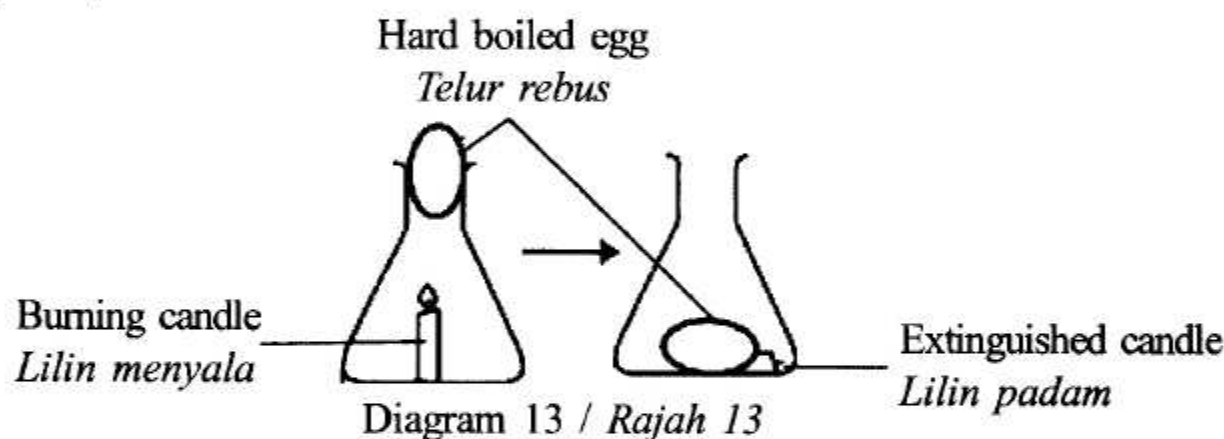 Hard boiled egg
Telur rebus
Burning candle
Lilin menyala
Extinguished candle
Lilin padam
Diagram 13 / Rajah 13